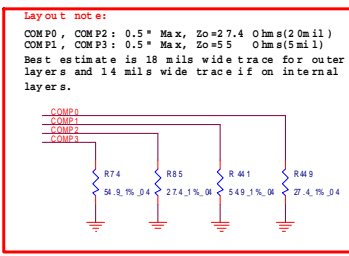 Layout note:
COMP0, COMP2: 0.5" Max, Zo=27.4 Ohms(20mil)
COMP1, COMP3: 0.5" Max, Zo=55 Ohms(5mil)
Best estimate is 18 mils wide trace for outer
layers and 14 mils wide trace if on internal
layers.
COMP0
COMP1
COMP2
COMP3
R74 R85 R441 R449
54.9_1%_04 27.4_1%_04 54.9_1%_04 27.4_1%_04